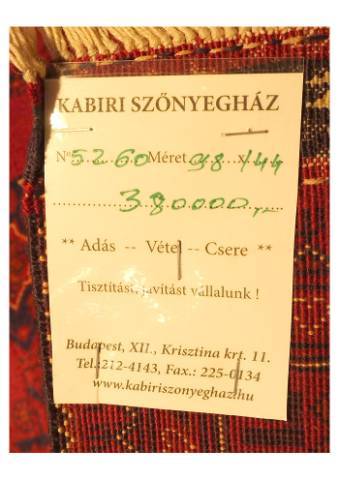 KABIRI SZŐNYEGHÁZ
Nº 5260 Méret 98 x 144
380000,-
** Adás -- Vétel -- Csere **
Tisztítást, javítást vállalunk !
Budapest, XII., Krisztina krt. 11.
Tel.:212-4143, Fax.: 225-0134
www.kabiriszonyeghaz.hu